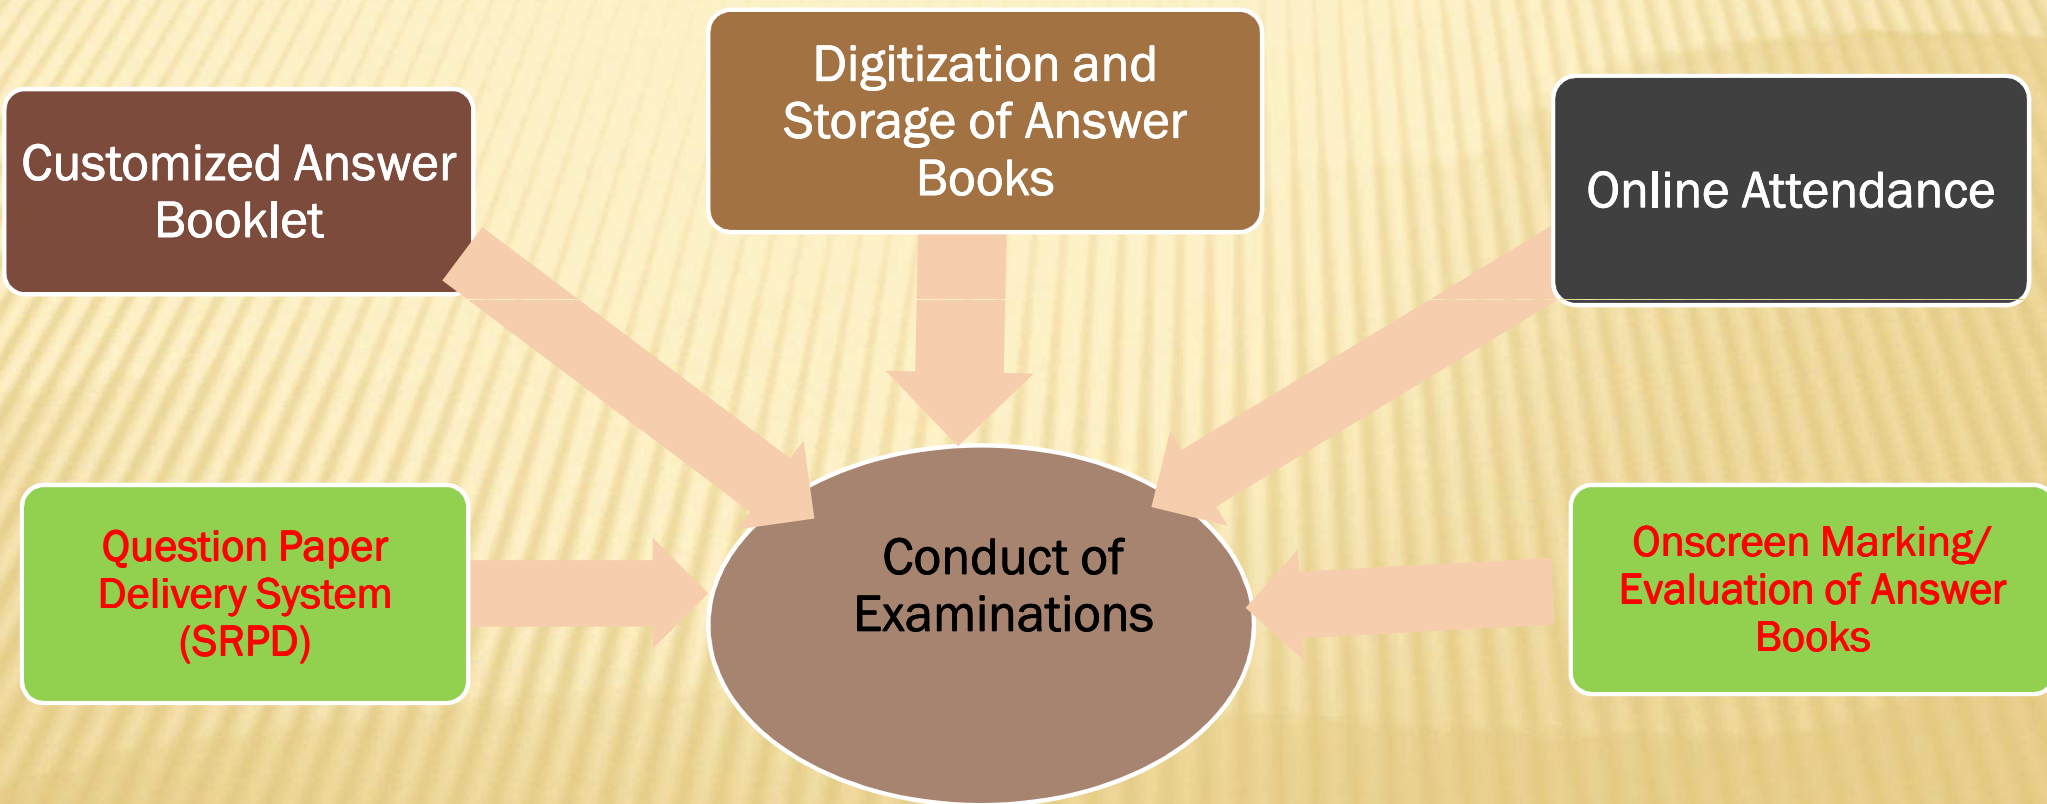 Digitization and
Storage of Answer
Books
Customized Answer
Booklet
Online Attendance
Question Paper
Delivery System
(SRPD)
Conduct of
Examinations
Onscreen Marking/
Evaluation of Answer
Books